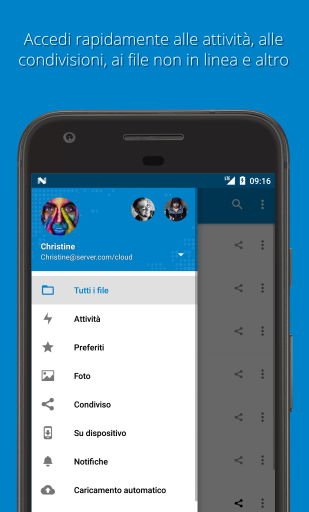 Accedi rapidamente alle attività, alle
condivisioni, ai file non in linea e altro
09:16
Christine
Christine@server.com/cloud
Tutti i file
Attività
Preferiti
Foto
Condiviso
Su dispositivo
Notifiche
Caricamento automatico